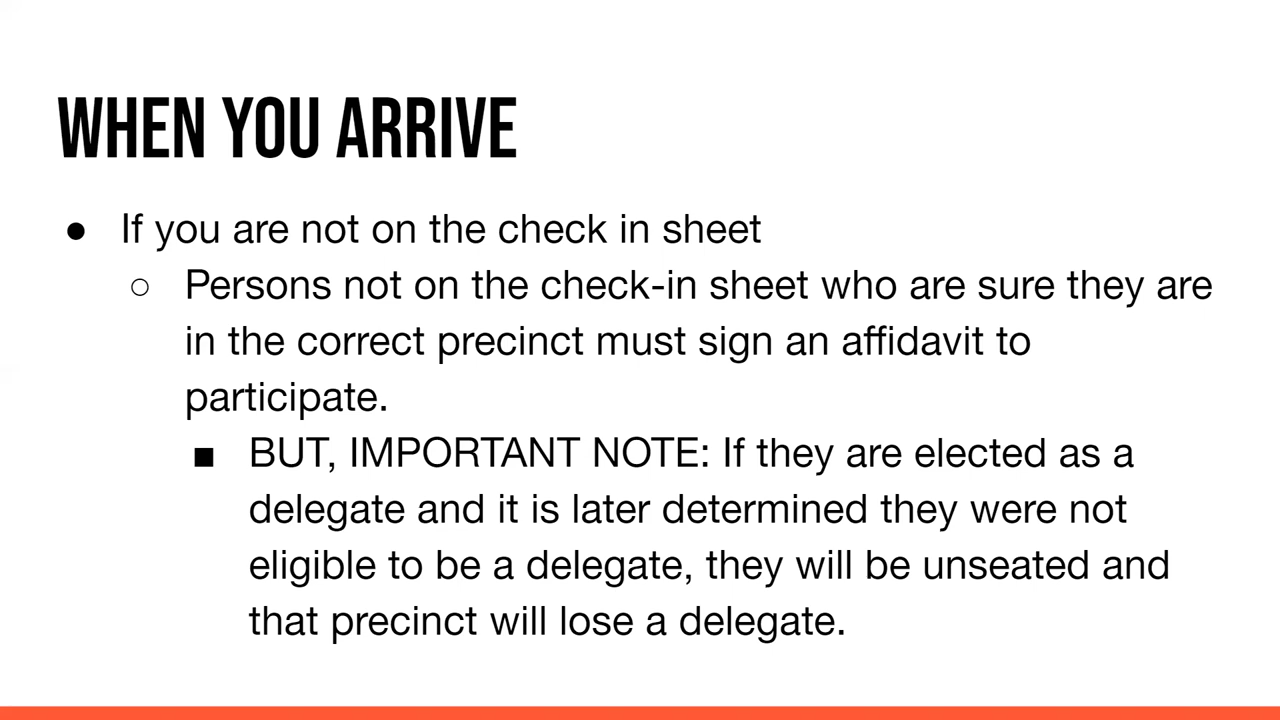 WHEN YOU ARRIVE
● If you are not on the check in sheet
○ Persons not on the check-in sheet who are sure they are
in the correct precinct must sign an affidavit to
participate.
■ BUT, IMPORTANT NOTE: If they are elected as a
delegate and it is later determined they were not
eligible to be a delegate, they will be unseated and
that precinct will lose a delegate.